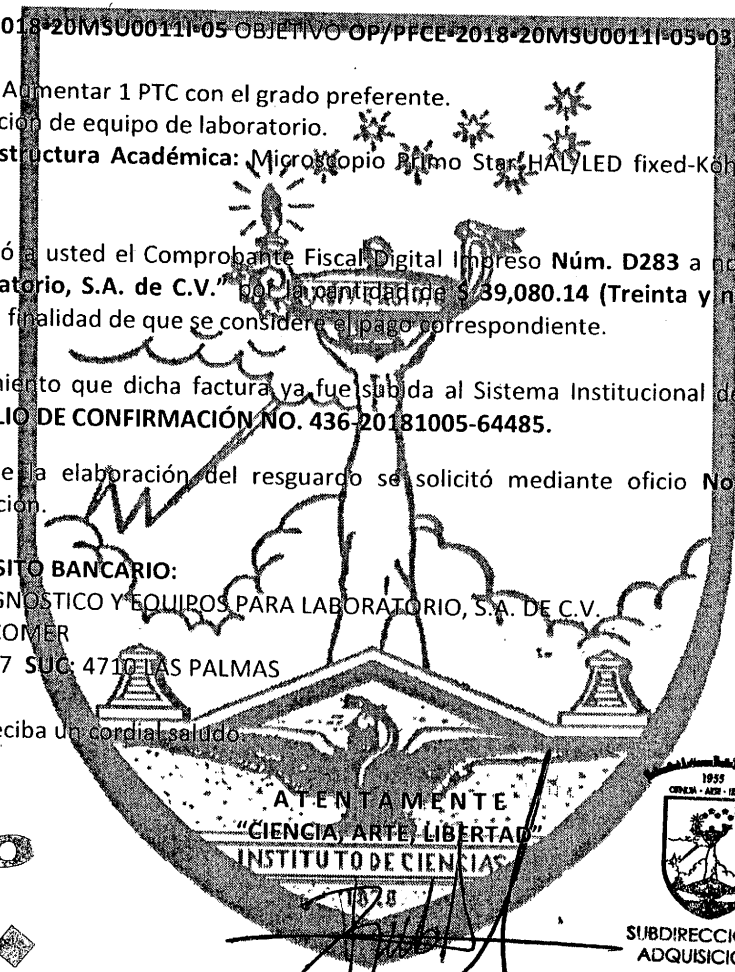 018-20MSU0011I-05 OBJETIVO OP/PFCE-2018-20MSU0011I-05-03
Aumentar 1 PTC con el grado preferente.
ción de equipo de laboratorio.
structura Académica: Microscopio Primo Star HAL/LED fixed-Köh
ó a usted el Comprobante Fiscal Digital Impreso Núm. D283 a no
atorio, S.A. de C.V." por la cantidad de $ 39,080.14 (Treinta y n
finalidad de que se considere el pago correspondiente.
miento que dicha factura ya fue subida al Sistema Institucional de
LIO DE CONFIRMACIÓN NO. 436-20181005-64485.
e la elaboración del resguardo se solicitó mediante oficio No
ción.
SITO BANCARIO:
GNOSTICO Y EQUIPOS PARA LABORATORIO, S.A. DE C.V.
COMER
7 SUC: 4710 LAS PALMAS
eciba un cordial saludo.
ATENTAMENTE
"CIENCIA, ARTE, LIBERTAD"
INSTITUTO DE CIENCIAS
1955
SUBDIRECCIÓ
ADQUISICIO